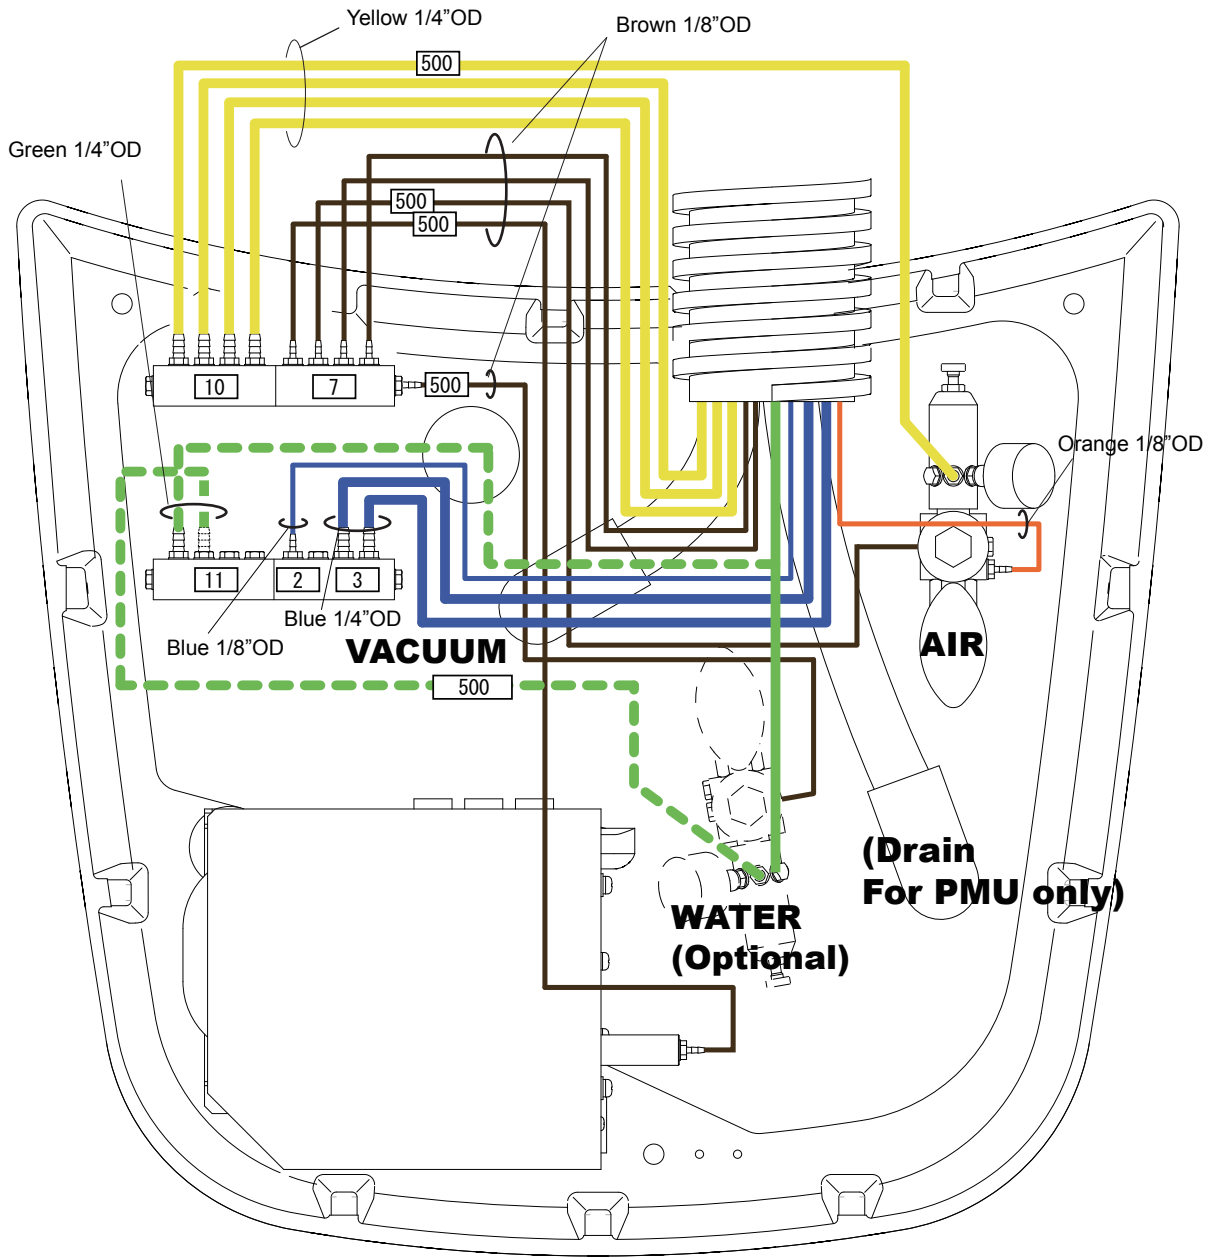 Yellow 1/4”OD
Brown 1/8”OD
500
Green 1/4”OD
500
500
10
7
500
Orange 1/8”OD
11
2
3
Blue 1/4”OD
Blue 1/8”OD
VACUUM
AIR
500
(Drain
For PMU only)
WATER
(Optional)